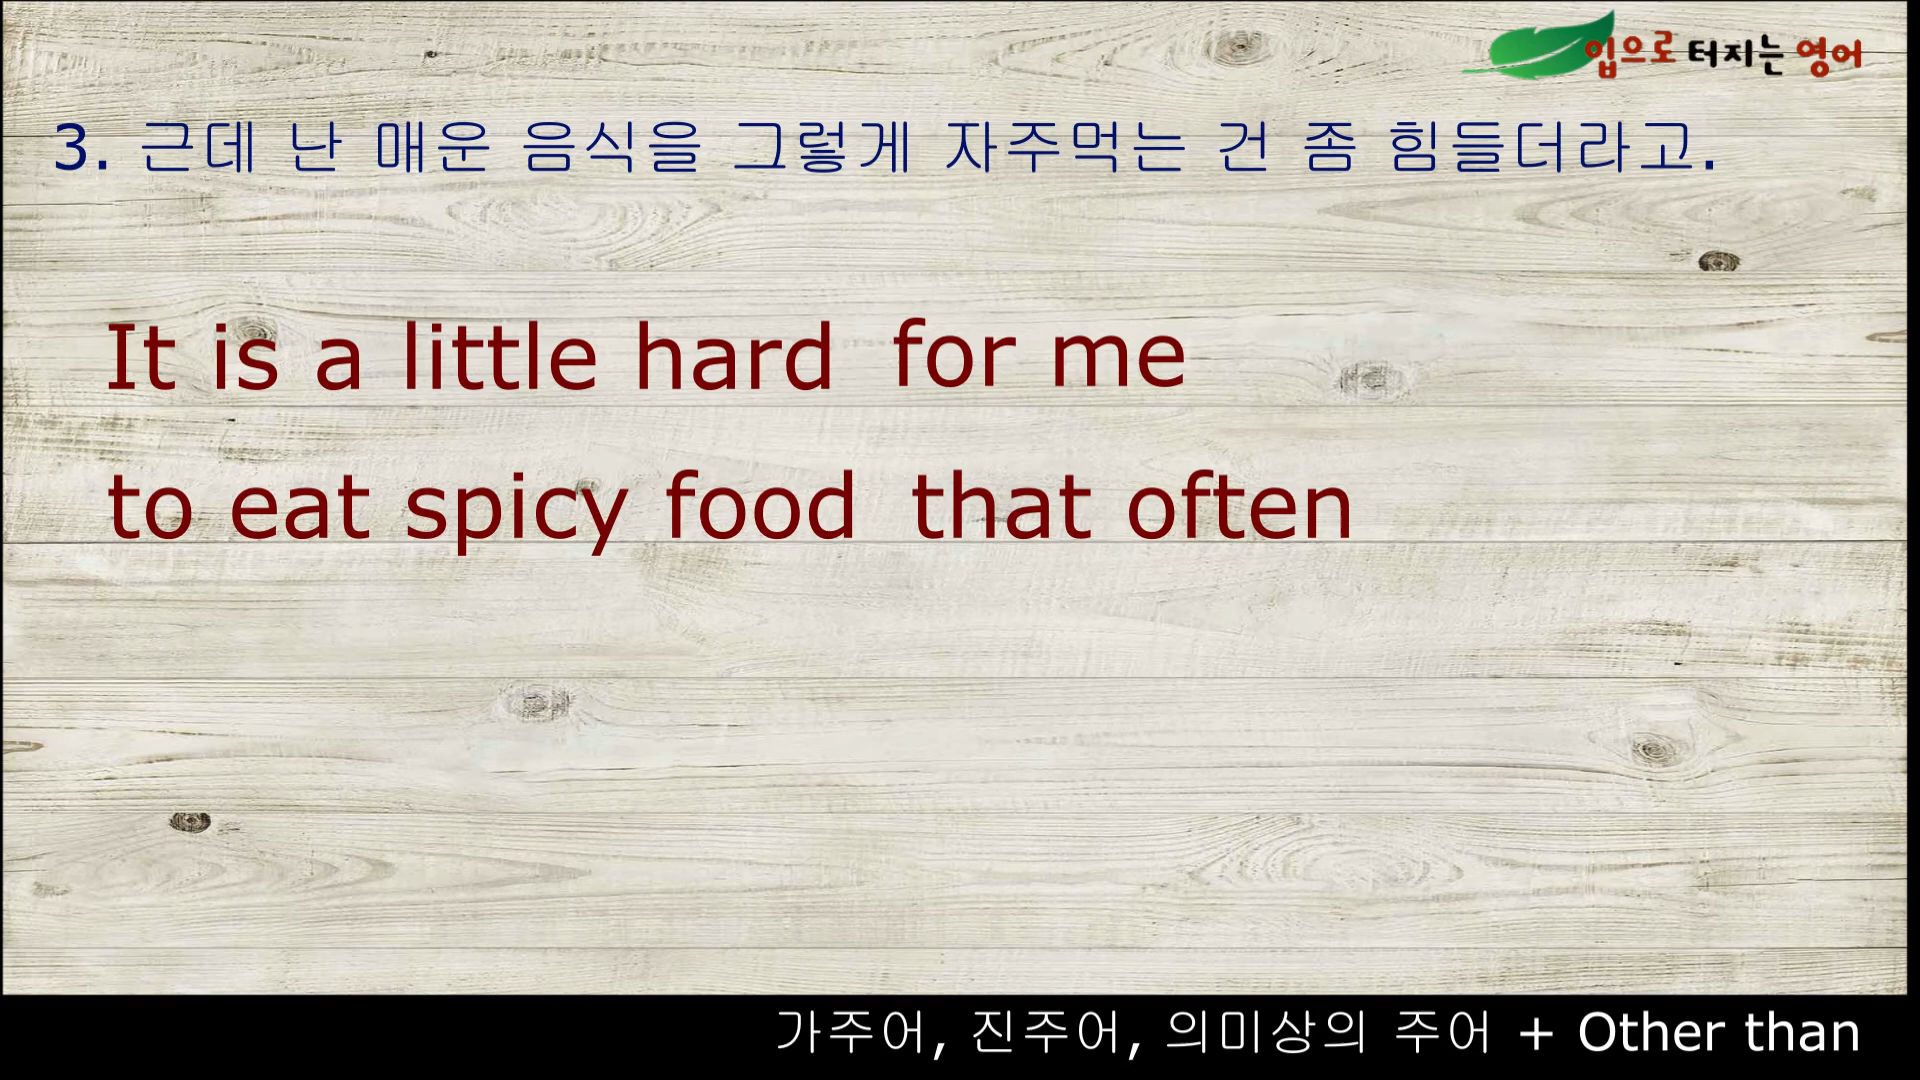 입으로 터지는 영어
3. 근데 난 매운 음식을 그렇게 자주먹는 건 좀 힘들더라고.
It is a little hard for me
to eat spicy food that often
가주어, 진주어, 의미상의 주어 + Other than